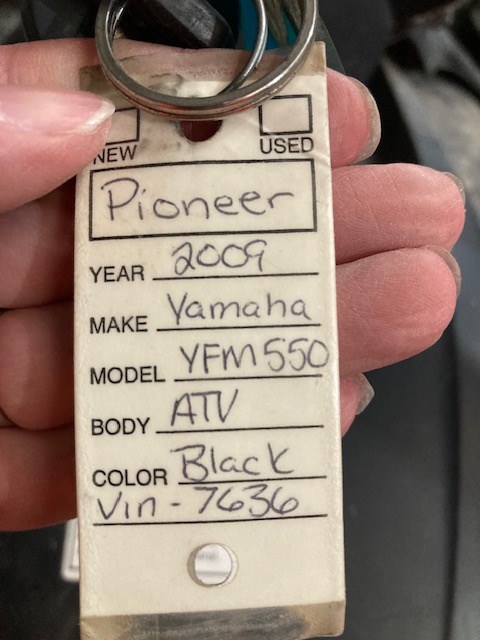 NEW USED
Pioneer
YEAR 2009
MAKE Yamaha
MODEL YFM550
BODY ATV
COLOR Black
Vin - 7636